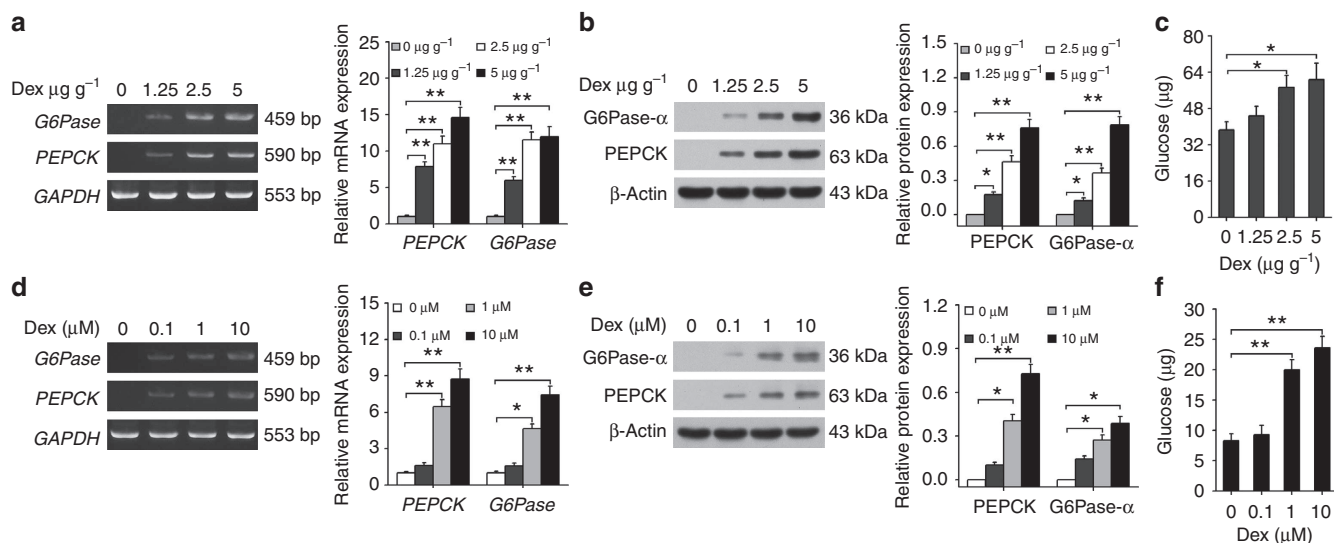 a
Dex μg g⁻¹ 0 1.25 2.5 5
G6Pase 459 bp
PEPCK 590 bp
GAPDH 553 bp
Relative mRNA expression
25
20
15
10
5
0
0 μg g⁻¹ 2.5 μg g⁻¹
1.25 μg g⁻¹ 5 μg g⁻¹
** **
** **
** **
PEPCK G6Pase
b
Dex μg g⁻¹ 0 1.25 2.5 5
G6Pase-α 36 kDa
PEPCK 63 kDa
β-Actin 43 kDa
Relative protein expression
1.5
1.2
0.9
0.6
0.3
0.0
0 μg g⁻¹ 2.5 μg g⁻¹
1.25 μg g⁻¹ 5 μg g⁻¹
** **
** **
* *
PEPCK G6Pase-α
c
Glucose (μg)
80
64
48
32
16
0
*
*
0 1.25 2.5 5
Dex (μg g⁻¹)
d
Dex (μM) 0 0.1 1 10
G6Pase 459 bp
PEPCK 590 bp
GAPDH 553 bp
Relative mRNA expression
15
12
9
6
3
0
0 μM 1 μM
0.1 μM 10 μM
** **
** *
PEPCK G6Pase
e
Dex (μM) 0 0.1 1 10
G6Pase-α 36 kDa
PEPCK 63 kDa
β-Actin 43 kDa
Relative protein expression
1.2
0.9
0.6
0.3
0.0
0 μM 1 μM
0.1 μM 10 μM
** *
* *
PEPCK G6Pase-α
f
Glucose (μg)
30
25
20
15
10
5
0
**
**
0 0.1 1 10
Dex (μM)